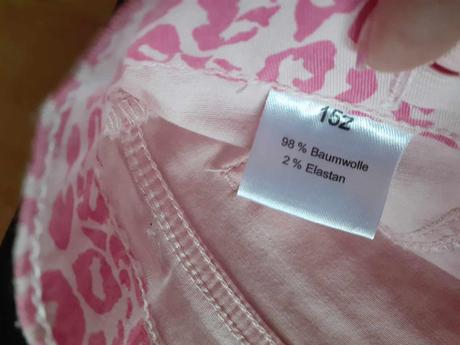 152
98 % Baumwolle
2 % Elastan